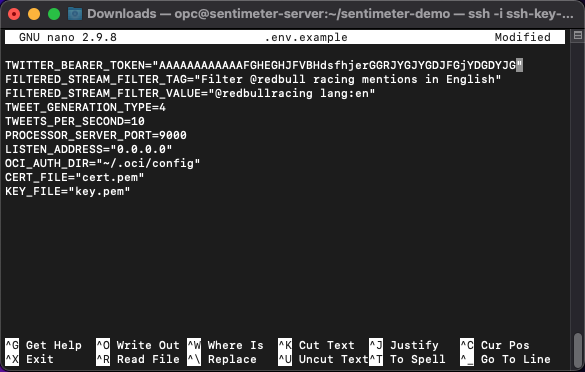 Downloads — opc@sentimeter-server:~/sentimeter-demo — ssh -i ssh-key-...
GNU nano 2.9.8 .env.example Modified
TWITTER_BEARER_TOKEN="AAAAAAAAAAAAFGHEGHJFVBHdsfhjerGGRJYGJYGDJFGjYDGDYJG"
FILTERED_STREAM_FILTER_TAG="Filter @redbull racing mentions in English"
FILTERED_STREAM_FILTER_VALUE="@redbullracing lang:en"
TWEET_GENERATION_TYPE=4
TWEETS_PER_SECOND=10
PROCESSOR_SERVER_PORT=9000
LISTEN_ADDRESS="0.0.0.0"
OCI_AUTH_DIR="~/.oci/config"
CERT_FILE="cert.pem"
KEY_FILE="key.pem"
^G Get Help ^O Write Out ^W Where Is ^K Cut Text ^J Justify ^C Cur Pos
^X Exit ^R Read File ^\ Replace ^U Uncut Text ^T To Spell ^_ Go To Line